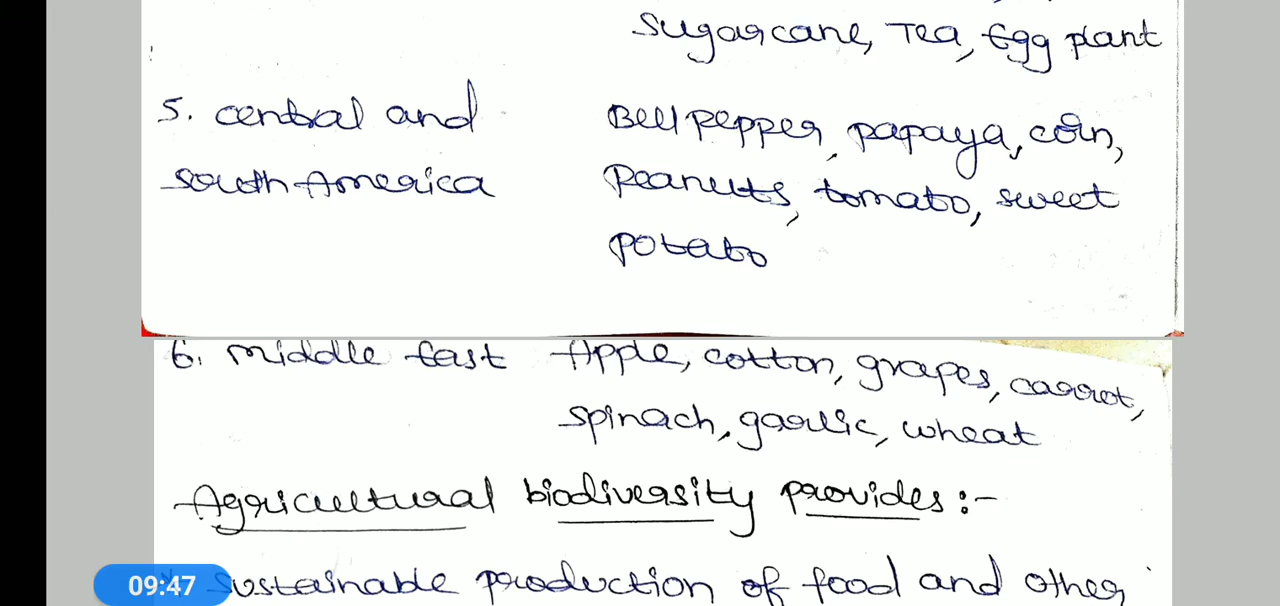 Sugarcane, Tea, Egg plant
5. central and Bell pepper, papaya, corn,
south America Peanuts, tomato, sweet
potato
6. middle East Apple, cotton, grapes, carrot,
spinach, garlic, wheat
Agricultural biodiversity provides:-
sustainable production of food and other
09:47